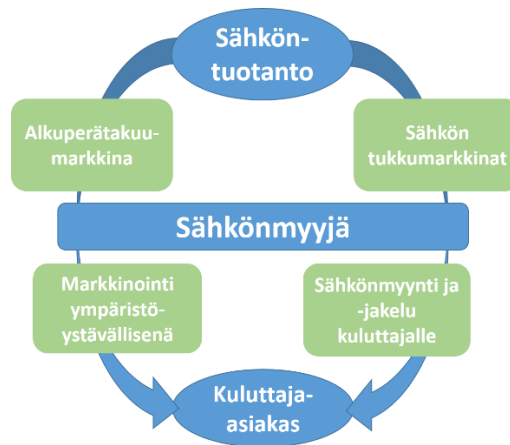 Sähkön-
tuotanto
Alkuperätakuu-
markkina
Sähkön
tukkumarkkinat
Sähkönmyyjä
Markkinointi
ympäristö-
ystävällisenä
Sähkönmyynti ja
-jakelu
kuluttajalle
Kuluttaja-
asiakas